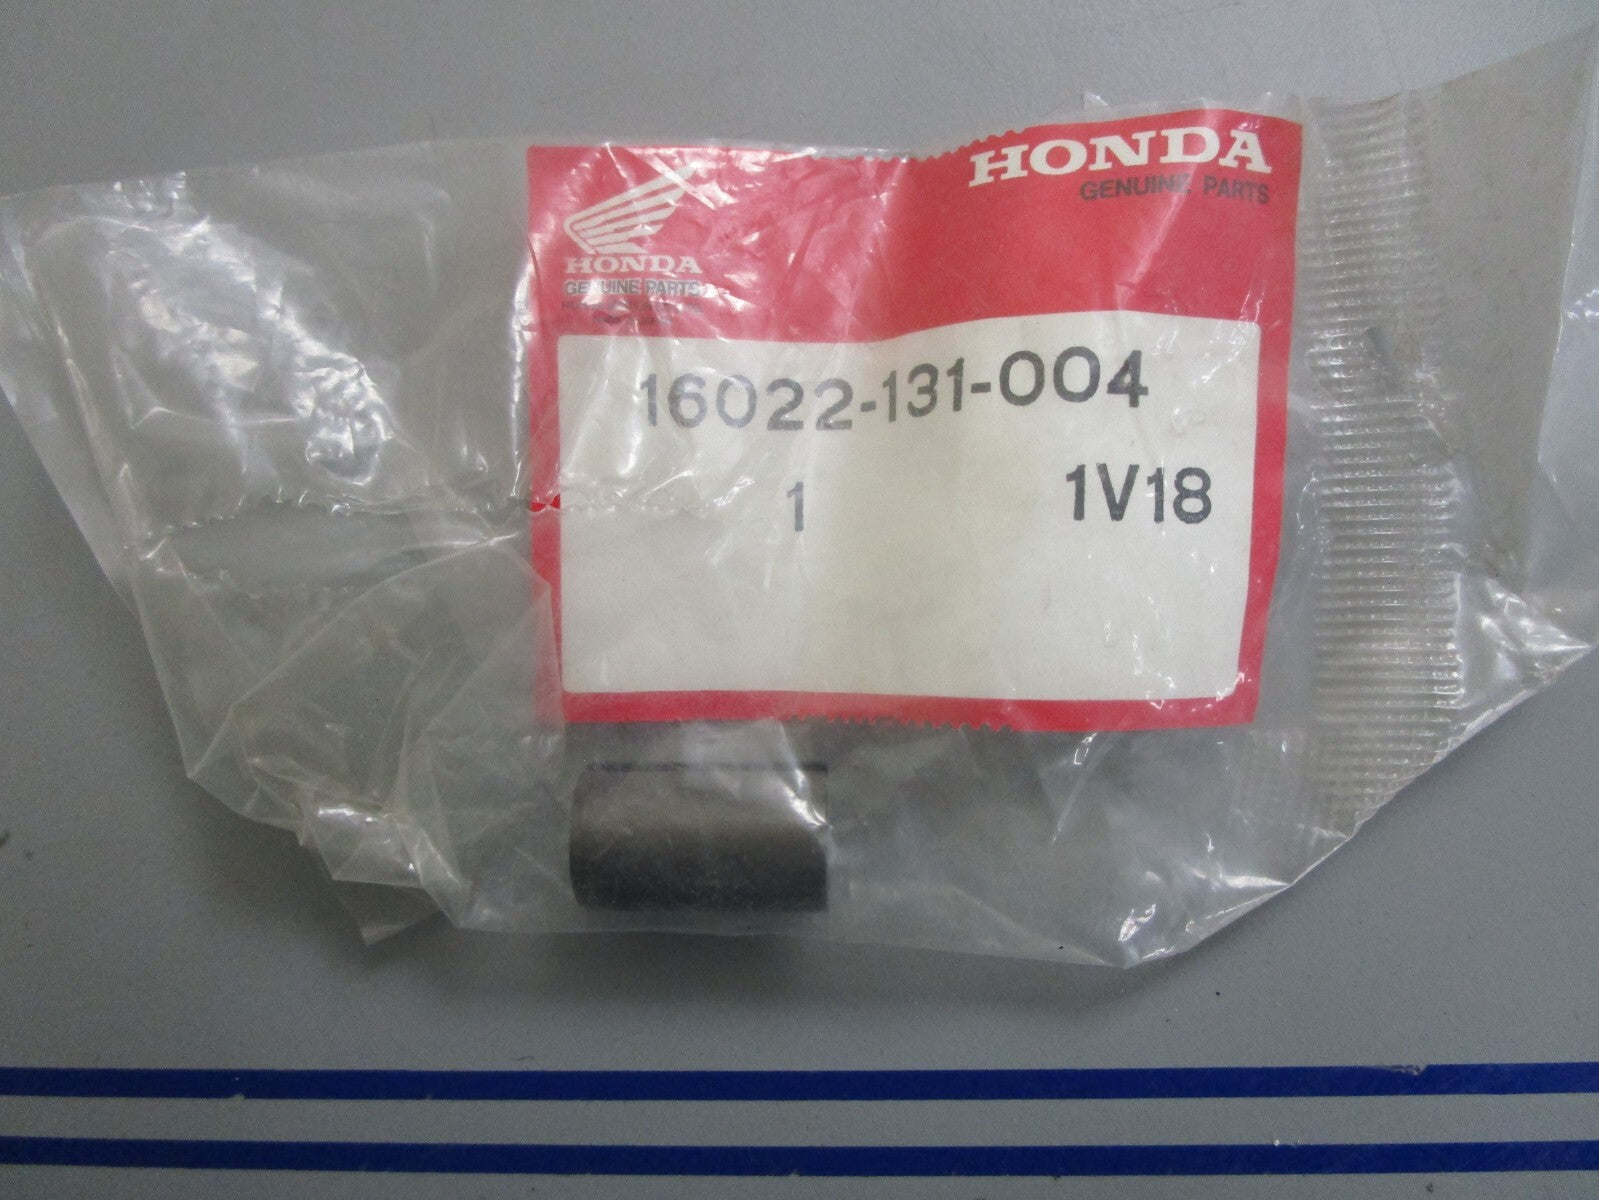 HONDA
GENUINE PARTS
HONDA
GENUINE PARTS
16022-131-004
1 1V18